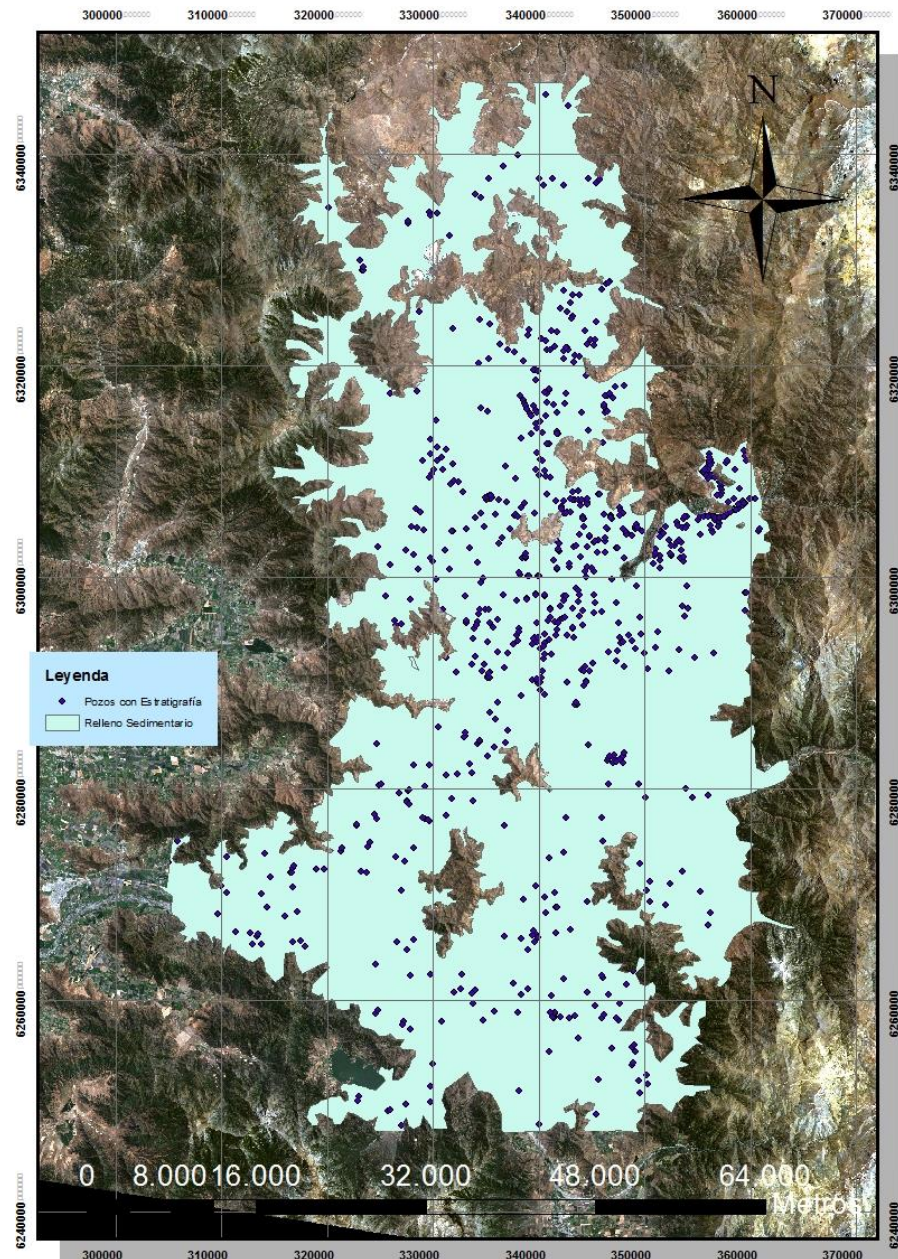 300000 310000 320000 330000 340000 350000 360000 370000
N
6340000 6340000
6320000 6320000
6300000 6300000
Leyenda
Pozos con Estratigrafía
Relleno Sedimentario
6280000 6280000
6260000 6260000
0 8.000 16.000 32.000 48.000 64.000
Metros
6240000 6240000
300000 310000 320000 330000 340000 350000 360000 370000